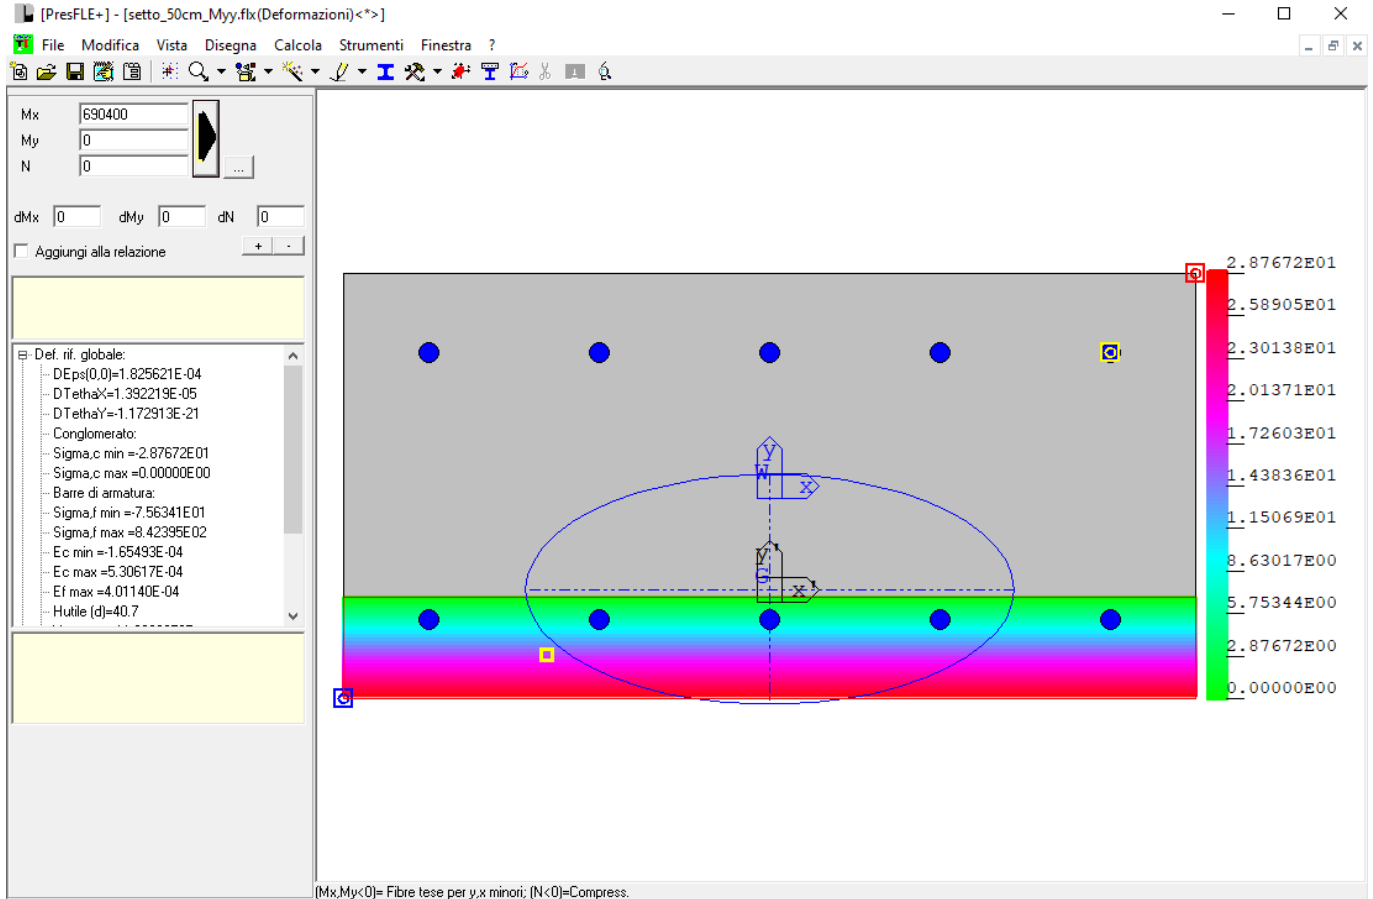 [PresFLE+] - [setto_50cm_Myy.flx(Deformazioni)<*>]
File Modifica Vista Disegna Calcola Strumenti Finestra ?
Mx 690400
My 0
N 0
...
dMx 0 dMy 0 dN 0
Aggiungi alla relazione + -
Def. rif. globale:
DEps(0,0)=1.825621E-04
DTethaX=1.392219E-05
DTethaY=-1.172913E-21
Conglomerato:
Sigma,c min =-2.87672E01
Sigma,c max =0.00000E00
Barre di armatura:
Sigma,f min =-7.56341E01
Sigma,f max =8.42395E02
Ec min =-1.65493E-04
Ec max =5.30617E-04
Ef max =4.01140E-04
Hutile (d)=40.7
y
W
x
y'
G
x'
2.87672E01
2.58905E01
2.30138E01
2.01371E01
1.72603E01
1.43836E01
1.15069E01
8.63017E00
5.75344E00
2.87672E00
0.00000E00
(Mx,My<0)= Fibre tese per y,x minori; (N<0)=Compress.